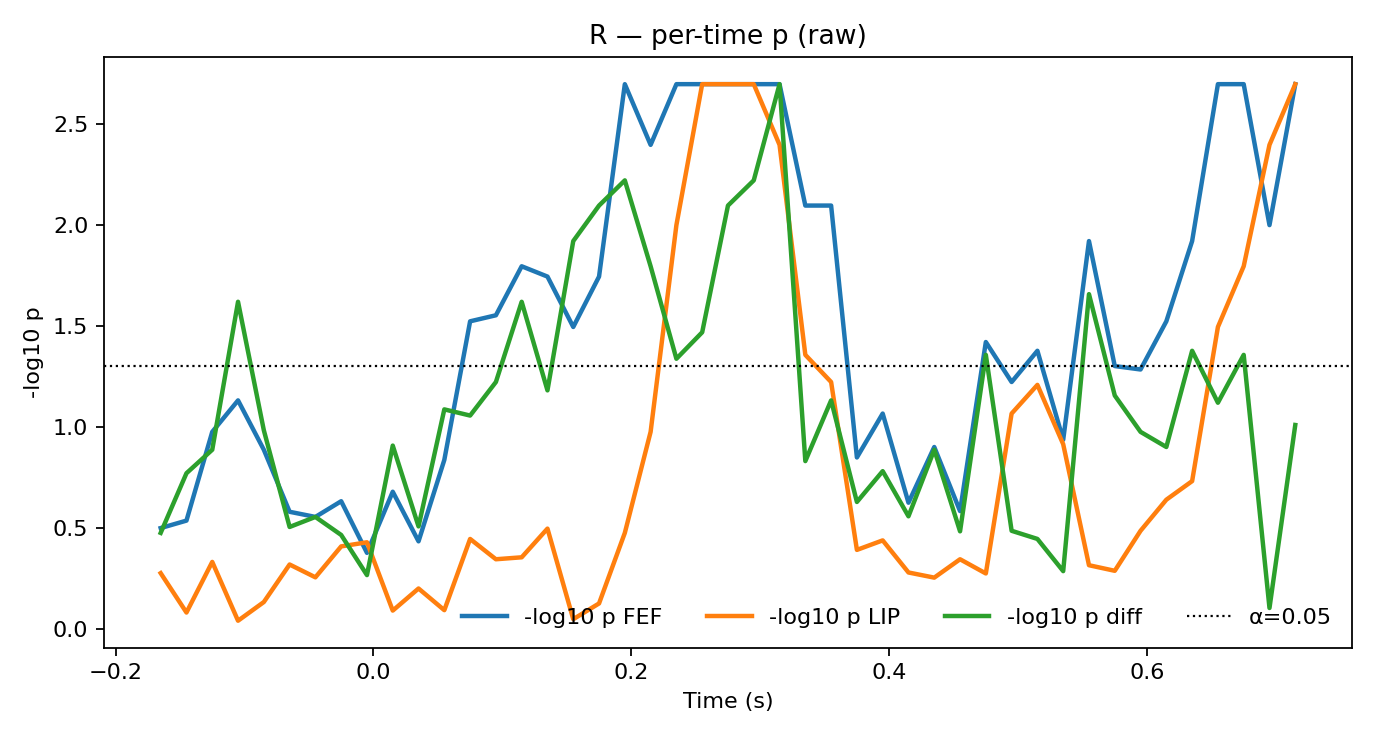 R — per-time p (raw)
-log10 p
2.5
2.0
1.5
1.0
0.5
0.0
-log10 p FEF -log10 p LIP -log10 p diff α=0.05
−0.2 0.0 0.2 0.4 0.6
Time (s)